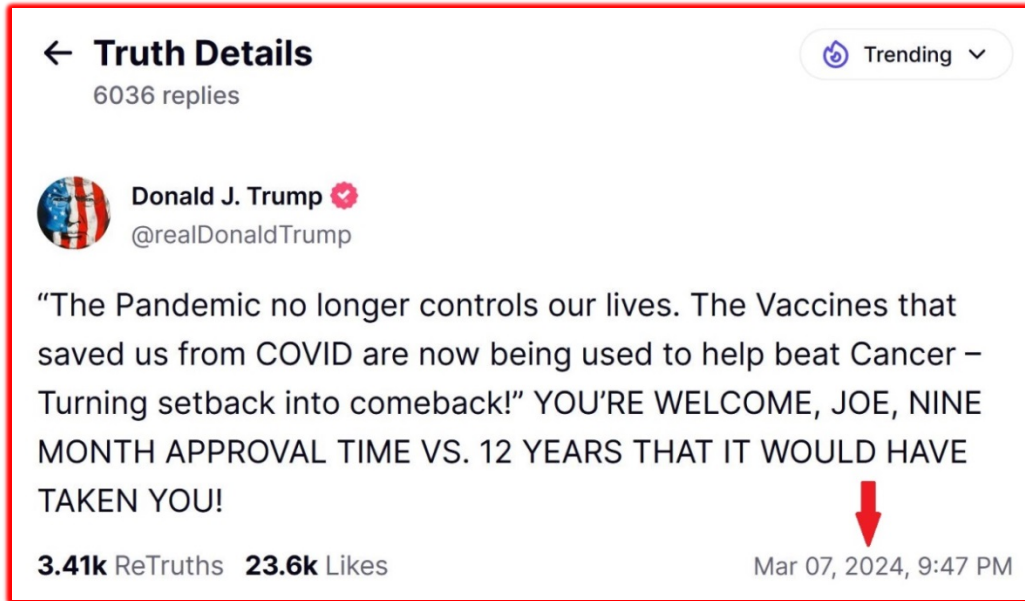 Truth Details
Trending
6036 replies
Donald J. Trump
@realDonaldTrump
“The Pandemic no longer controls our lives. The Vaccines that
saved us from COVID are now being used to help beat Cancer –
Turning setback into comeback!” YOU’RE WELCOME, JOE, NINE
MONTH APPROVAL TIME VS. 12 YEARS THAT IT WOULD HAVE
TAKEN YOU!
3.41k ReTruths 23.6k Likes
Mar 07, 2024, 9:47 PM